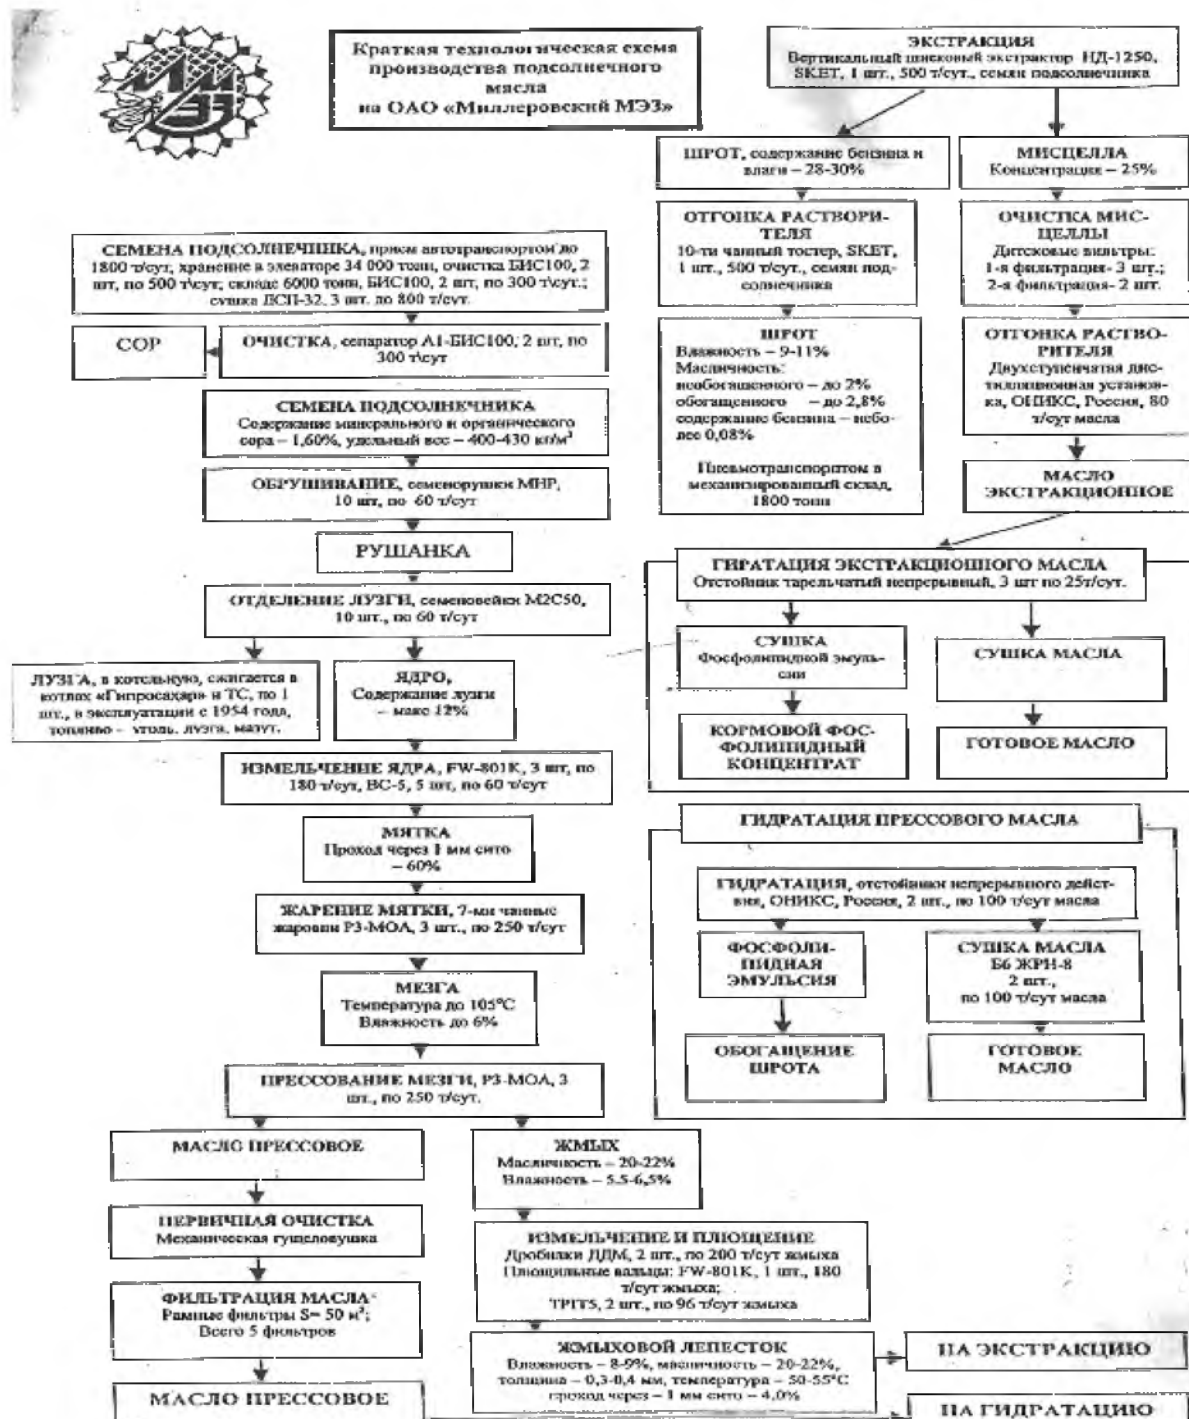 Краткая технологическая схема
производства подсолнечного
масла
на ОАО «Миллеровский МЭЗ»
СЕМЕНА ПОДСОЛНЕЧНИКА, прием автотранспортом до
1800 т/сут; хранение в элеваторе 34 000 тонн, очистка БИС100, 2
шт, по 500 т\сут; складе 6000 тонн, БИС100, 2 шт, по 300 т\сут.;
сушка ДСП-32, 3 шт. до 800 т/сут.
СОР
ОЧИСТКА, сепаратор А1-БИС100, 2 шт, по
300 т\сут
СЕМЕНА ПОДСОЛНЕЧНИКА
Содержание минерального и органического
сора – 1,60%, удельный вес – 400-430 кг/м³
ОБРУШИВАНИЕ, семенорушки МНР,
10 шт, по 60 т/сут
РУШАНКА
ОТДЕЛЕНИЕ ЛУЗГИ, семеновейки М2С50,
10 шт., по 60 т/сут
ЛУЗГА, в котельную, сжигается в
котлах «Гипросахара» и ТС, по 1
шт., в эксплуатации с 1954 года,
топливо – уголь, лузга, мазут.
ЯДРО,
Содержание лузги
– макс 12%
ИЗМЕЛЬЧЕНИЕ ЯДРА, FW-801К, 3 шт, по
180 т/сут, ВС-5, 5 шт, по 60 т/сут
МЯТКА
Проход через 1 мм сито
– 60%
ЖАРЕНИЕ МЯТКИ, 7-ми чанные
жаровни РЗ-МОА, 3 шт., по 250 т/сут
МЕЗГА
Температура до 105°С
Влажность до 6%
ПРЕССОВАНИЕ МЕЗГИ, РЗ-МОА, 3
шт., по 250 т/сут.
МАСЛО ПРЕССОВОЕ
ПЕРВИЧНАЯ ОЧИСТКА
Механическая гущеловушка
ФИЛЬТРАЦИЯ МАСЛА
Рамные фильтры S= 50 м²;
Всего 5 фильтров
МАСЛО ПРЕССОВОЕ
ЖМЫХ
Масличность – 20-22%
Влажность – 5.5-6,5%
ИЗМЕЛЬЧЕНИЕ И ПЛЮЩЕНИЕ
Дробилки ДДМ, 2 шт., по 200 т/сут жмыха
Плющильные вальцы: FW-801К, 1 шт., 180
т/сут жмыха;
2 шт., по 96 т/сут жмыха
ЖМЫХОВОЙ ЛЕПЕСТОК
Влажность – 8-9%, масличность – 20-22%,
толщина – 0,3-0,4 мм, температура – 50-55°С
проход через – 1 мм сито – 4,0%
НА ЭКСТРАКЦИЮ
НА ГИДРАТАЦИЮ
ЭКСТРАКЦИЯ
Вертикальный шнековый экстрактор НД-1250,
SKET, 1 шт., 500 т/сут., семян подсолнечника
ШРОТ, содержание бензина и
влаги – 28-30%
ОТГОНКА РАСТВОРИ-
ТЕЛЯ
10-ти чанный тостер, SKET,
1 шт., 500 т/сут., семян под-
солнечника
ШРОТ
Влажность – 9-11%
Масличность:
необогащенного – до 2%
обогащенного – до 2,8%
содержание бензина – небо-
лее 0,08%
Пневмотранспортом в
механизированный склад,
1800 тонн
МИСЦЕЛЛА
Концентрация – 25%
ОЧИСТКА МИС-
ЦЕЛЛЫ
Дитсковые вильтры:
1-я фильтрация- 3 шт.;
2-я фильтрация- 2 шт.
ОТГОНКА РАСТВО-
РИТЕЛЯ
Двухступенчатая дис-
тилляционная установ-
ка, ОНИКС, Россия, 80
т/сут масла
МАСЛО
ЭКСТРАКЦИОННОЕ
ГИРАТАЦИЯ ЭКСТРАКЦИОННОГО МАСЛА
Отстойник тарельчатый непрерывный, 3 шт по 25т/сут.
СУШКА
Фосфолипидной эмуль-
сии
КОРМОВОЙ ФОС-
ФОЛИПИДНЫЙ
КОНЦЕНТРАТ
СУШКА МАСЛА
ГОТОВОЕ МАСЛО
ГИДРАТАЦИЯ ПРЕССОВОГО МАСЛА
ГИДРАТАЦИЯ, отстойники непрерывного дейст-
вия, ОНИКС, Россия, 2 шт., по 100 т/сут масла
ФОСФОЛИ-
ПИДНАЯ
ЭМУЛЬСИЯ
ОБОГАЩЕНИЕ
ШРОТА
СУШКА МАСЛА
Б6 ЖРН-8
2 шт.,
по 100 т/сут масла
ГОТОВОЕ
МАСЛО